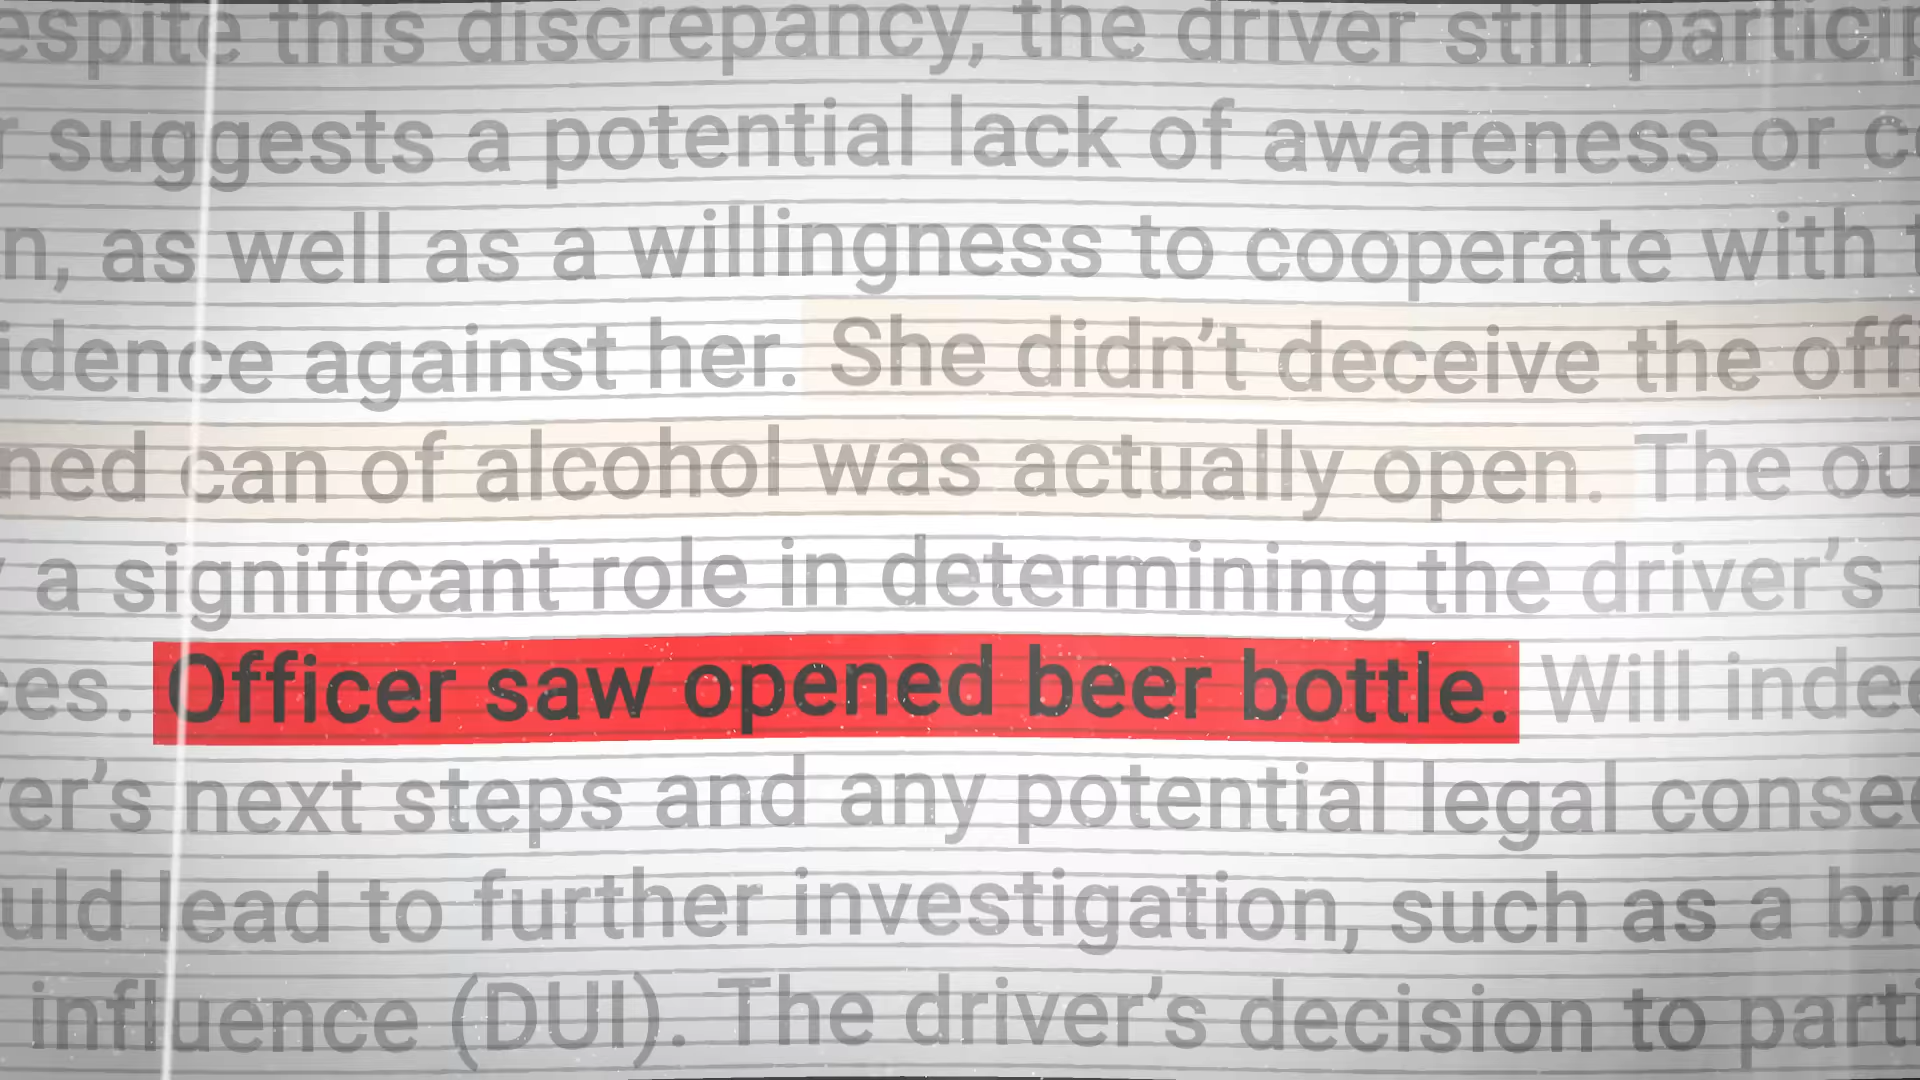 espite this discrepancy, the driver still particip
r suggests a potential lack of awareness or c
n, as well as a willingness to cooperate with t
idence against her. She didn’t deceive the offi
ned can of alcohol was actually open. The ou
y a significant role in determining the driver’s
ces. Officer saw opened beer bottle. Will indee
ver’s next steps and any potential legal conse
uld lead to further investigation, such as a br
influence (DUI). The driver’s decision to parti